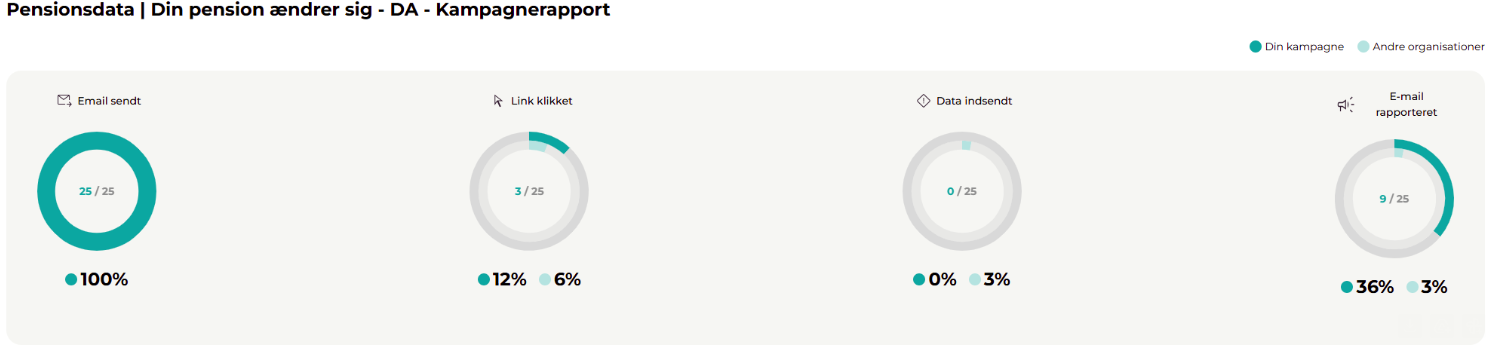 Pensionsdata | Din pension ændrer sig - DA - Kampagnerapport
Din kampagne Andre organisationer
Email sendt
25 / 25
100%
Link klikket
3 / 25
12% 6%
Data indsendt
0 / 25
0% 3%
E-mail
rapporteret
9 / 25
36% 3%